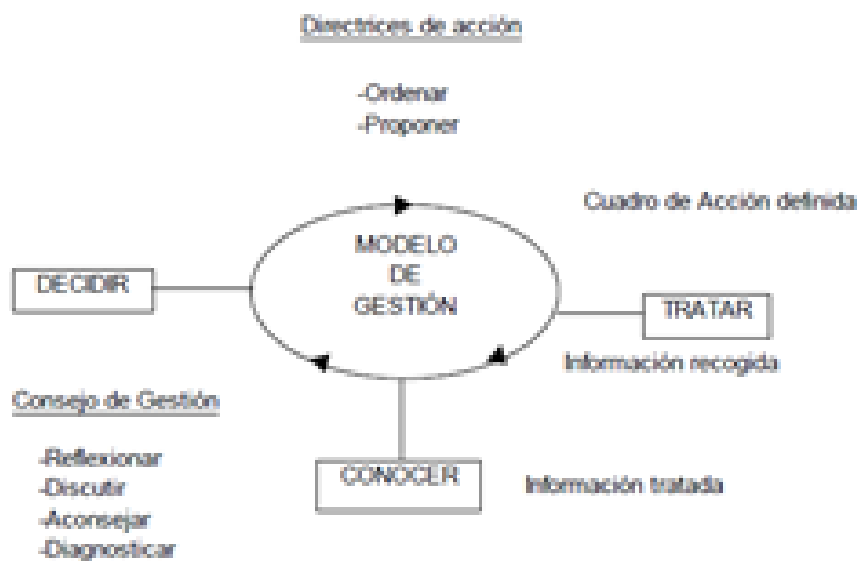 Directrices de acción
-Ordenar
-Proponer
Cuadro de Acción definida
MODELO
DE
GESTIÓN
DECIDIR
TRATAR
Información recogida
Consejo de Gestión
-Reflexionar
-Discutir
-Aconsejar
-Diagnosticar
CONOCER
Información tratada